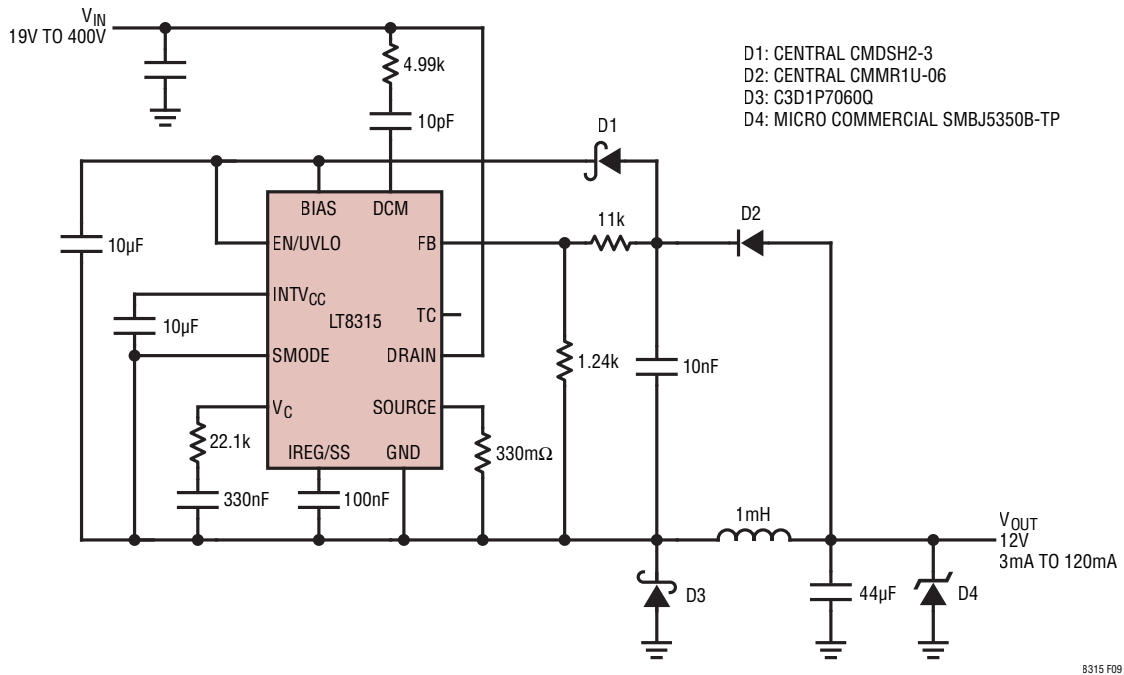 V_IN
19V TO 400V
4.99k
10pF
D1: CENTRAL CMDSH2-3
D2: CENTRAL CMMR1U-06
D3: C3D1P7060Q
D4: MICRO COMMERCIAL SMBJ5350B-TP
D1
BIAS
DCM
11k
D2
10µF
EN/UVLO
FB
INTV_CC
TC
10µF
LT8315
SMODE
DRAIN
1.24k
10nF
V_C
SOURCE
22.1k
IREG/SS
GND
330mΩ
330nF
100nF
1mH
V_OUT
12V
3mA TO 120mA
D3
44µF
D4
8315 F09